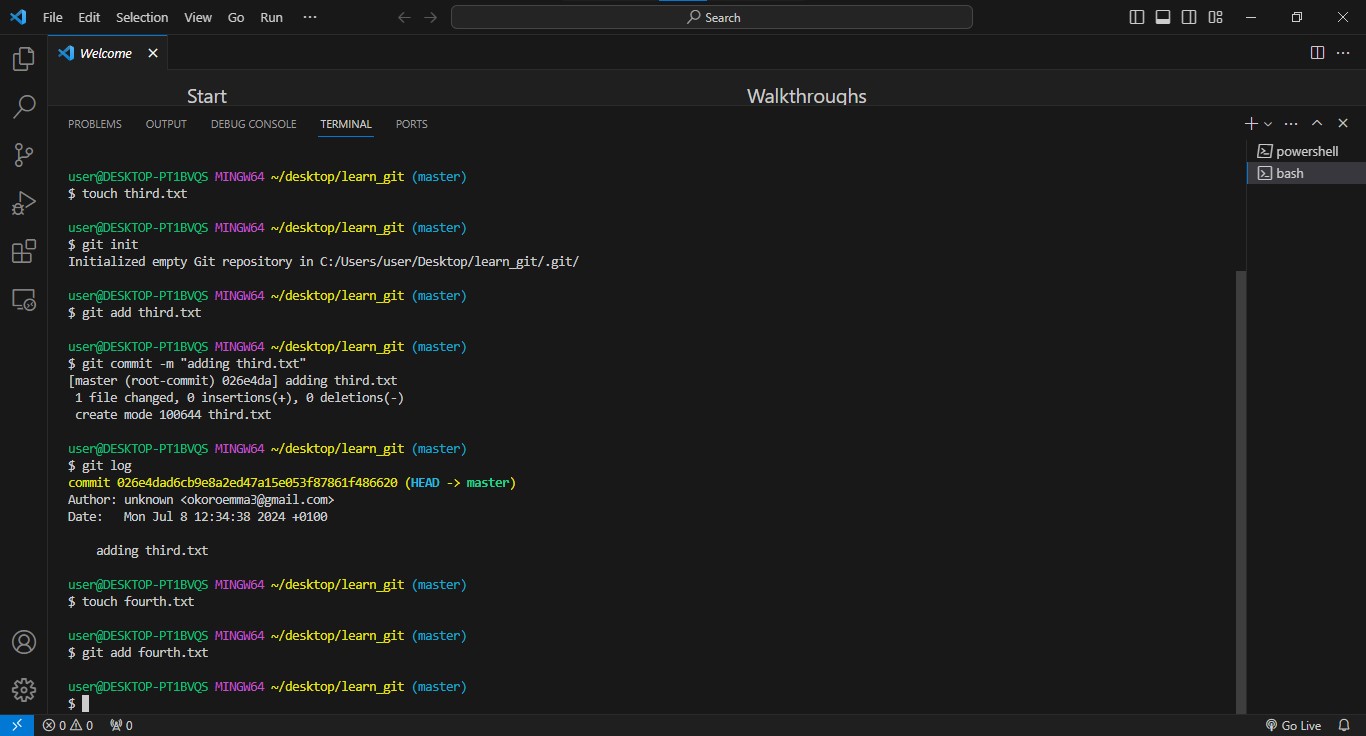 File Edit Selection View Go Run ··· Search
Welcome
Start Walkthroughs
PROBLEMS OUTPUT DEBUG CONSOLE TERMINAL PORTS
powershell
bash
user@DESKTOP-PT1BVQS MINGW64 ~/desktop/learn_git (master)
$ touch third.txt
user@DESKTOP-PT1BVQS MINGW64 ~/desktop/learn_git (master)
$ git init
Initialized empty Git repository in C:/Users/user/Desktop/learn_git/.git/
user@DESKTOP-PT1BVQS MINGW64 ~/desktop/learn_git (master)
$ git add third.txt
user@DESKTOP-PT1BVQS MINGW64 ~/desktop/learn_git (master)
$ git commit -m "adding third.txt"
[master (root-commit) 026e4da] adding third.txt
 1 file changed, 0 insertions(+), 0 deletions(-)
 create mode 100644 third.txt
user@DESKTOP-PT1BVQS MINGW64 ~/desktop/learn_git (master)
$ git log
commit 026e4dad6cb9e8a2ed47a15e053f87861f486620 (HEAD -> master)
Author: unknown <okoroemma3@gmail.com>
Date:   Mon Jul 8 12:34:38 2024 +0100
    adding third.txt
user@DESKTOP-PT1BVQS MINGW64 ~/desktop/learn_git (master)
$ touch fourth.txt
user@DESKTOP-PT1BVQS MINGW64 ~/desktop/learn_git (master)
$ git add fourth.txt
user@DESKTOP-PT1BVQS MINGW64 ~/desktop/learn_git (master)
$
0 0 0 Go Live